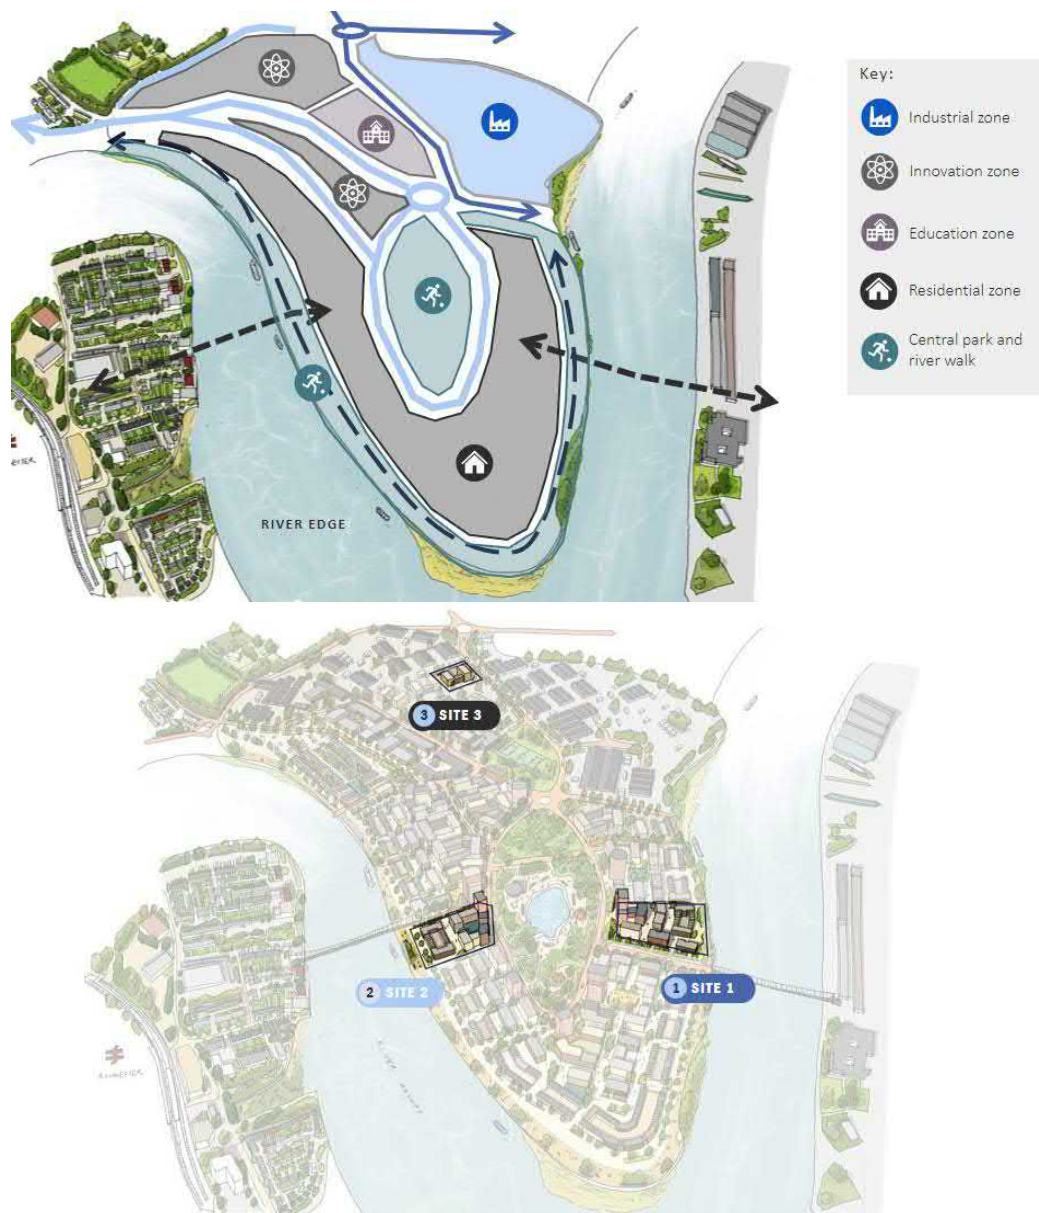 Key:
Industrial zone
Innovation zone
Education zone
Residential zone
Central park and
river walk
RIVER EDGE
3 SITE 3
2 SITE 2
1 SITE 1